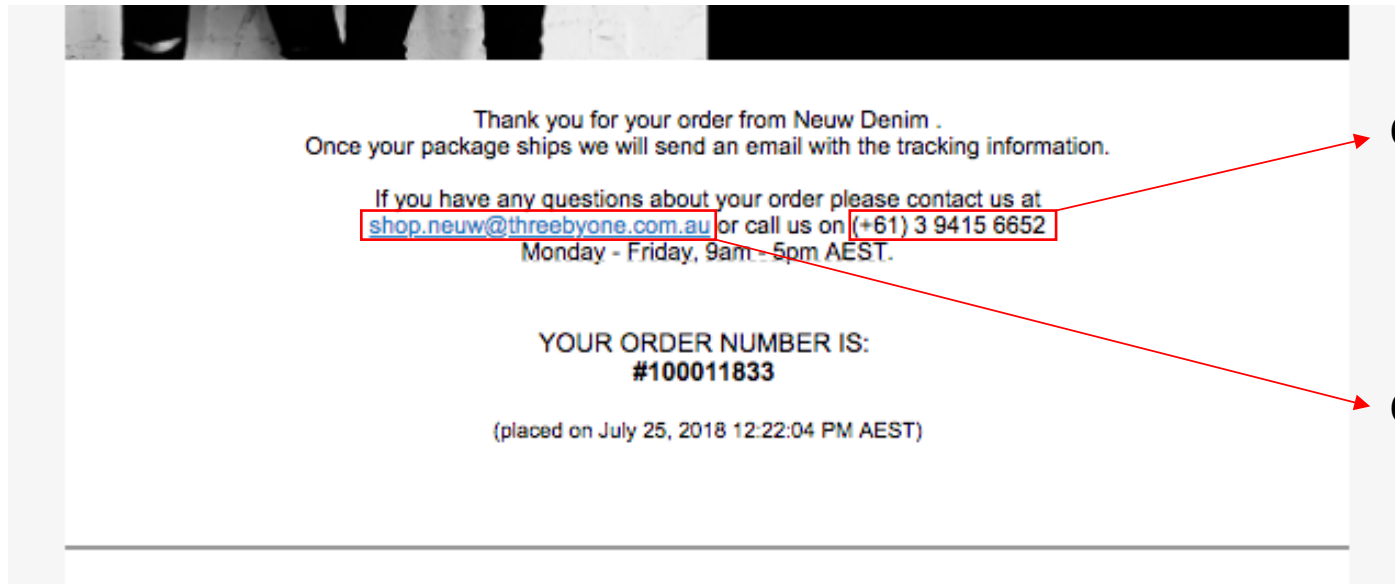 Thank you for your order from Neuw Denim .
Once your package ships we will send an email with the tracking information.
If you have any questions about your order please contact us at
shop.neuw@threebyone.com.au or call us on (+61) 3 9415 6652
Monday - Friday, 9am - 5pm AEST.
YOUR ORDER NUMBER IS:
#100011833
(placed on July 25, 2018 12:22:04 PM AEST)